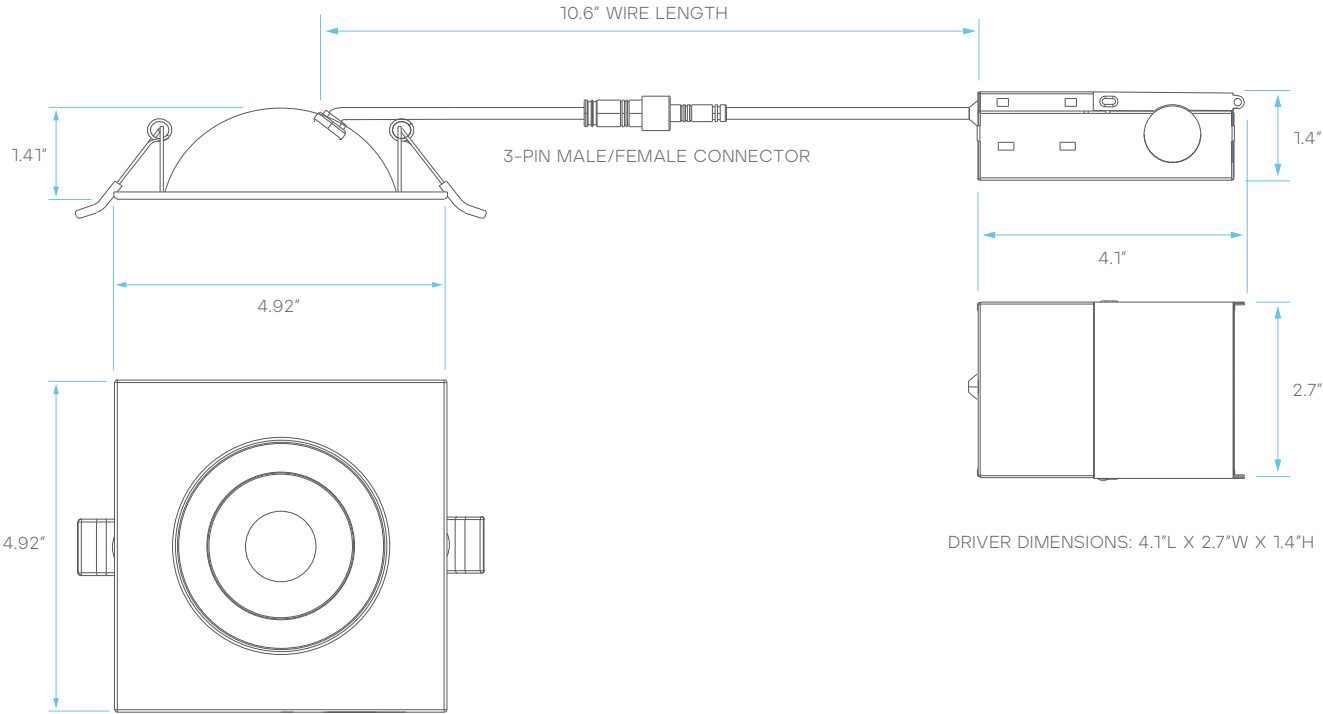 10.6" WIRE LENGTH
1.41"
3-PIN MALE/FEMALE CONNECTOR
1.4"
4.1"
4.92"
2.7"
4.92"
DRIVER DIMENSIONS: 4.1"L X 2.7"W X 1.4"H